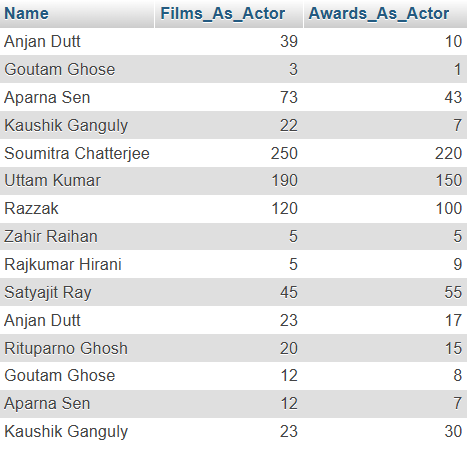 Name Films_As_Actor Awards_As_Actor
Anjan Dutt 39 10
Goutam Ghose 3 1
Aparna Sen 73 43
Kaushik Ganguly 22 7
Soumitra Chatterjee 250 220
Uttam Kumar 190 150
Razzak 120 100
Zahir Raihan 5 5
Rajkumar Hirani 5 9
Satyajit Ray 45 55
Anjan Dutt 23 17
Rituparno Ghosh 20 15
Goutam Ghose 12 8
Aparna Sen 12 7
Kaushik Ganguly 23 30